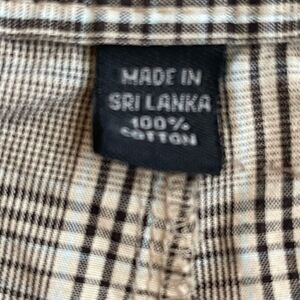 MADE IN
SRI LANKA
100%
COTTON